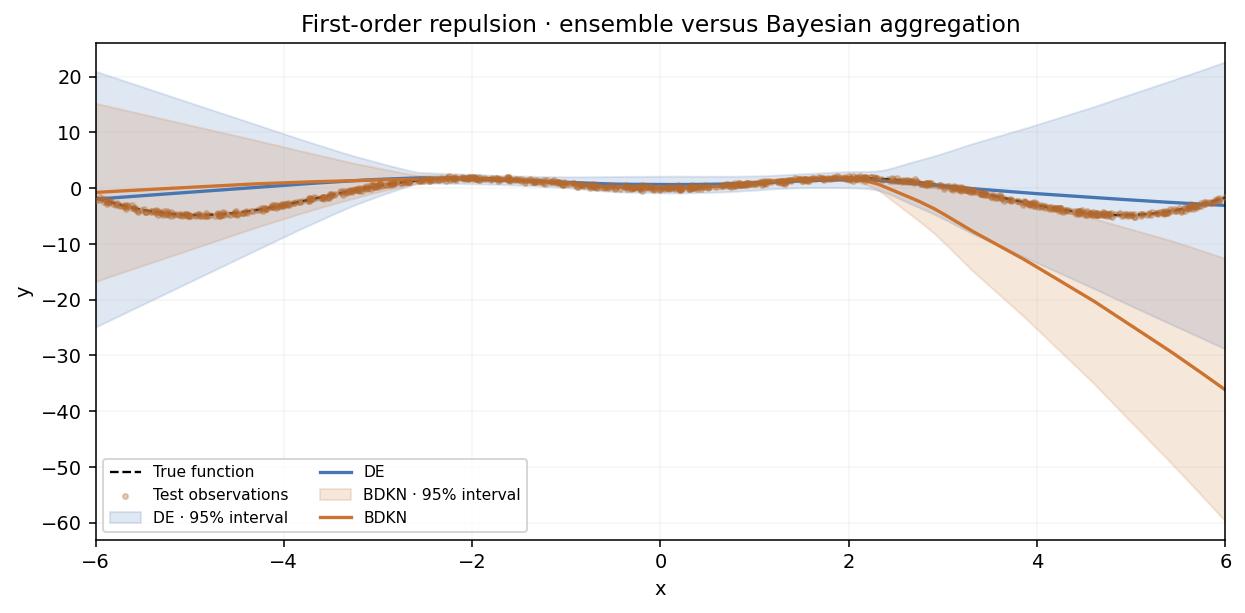 First-order repulsion · ensemble versus Bayesian aggregation
20
10
0
−10
−20
−30
−40
−50
−60
y
True function
Test observations
DE · 95% interval
DE
BDKN · 95% interval
BDKN
−6
−4
−2
0
2
4
6
x